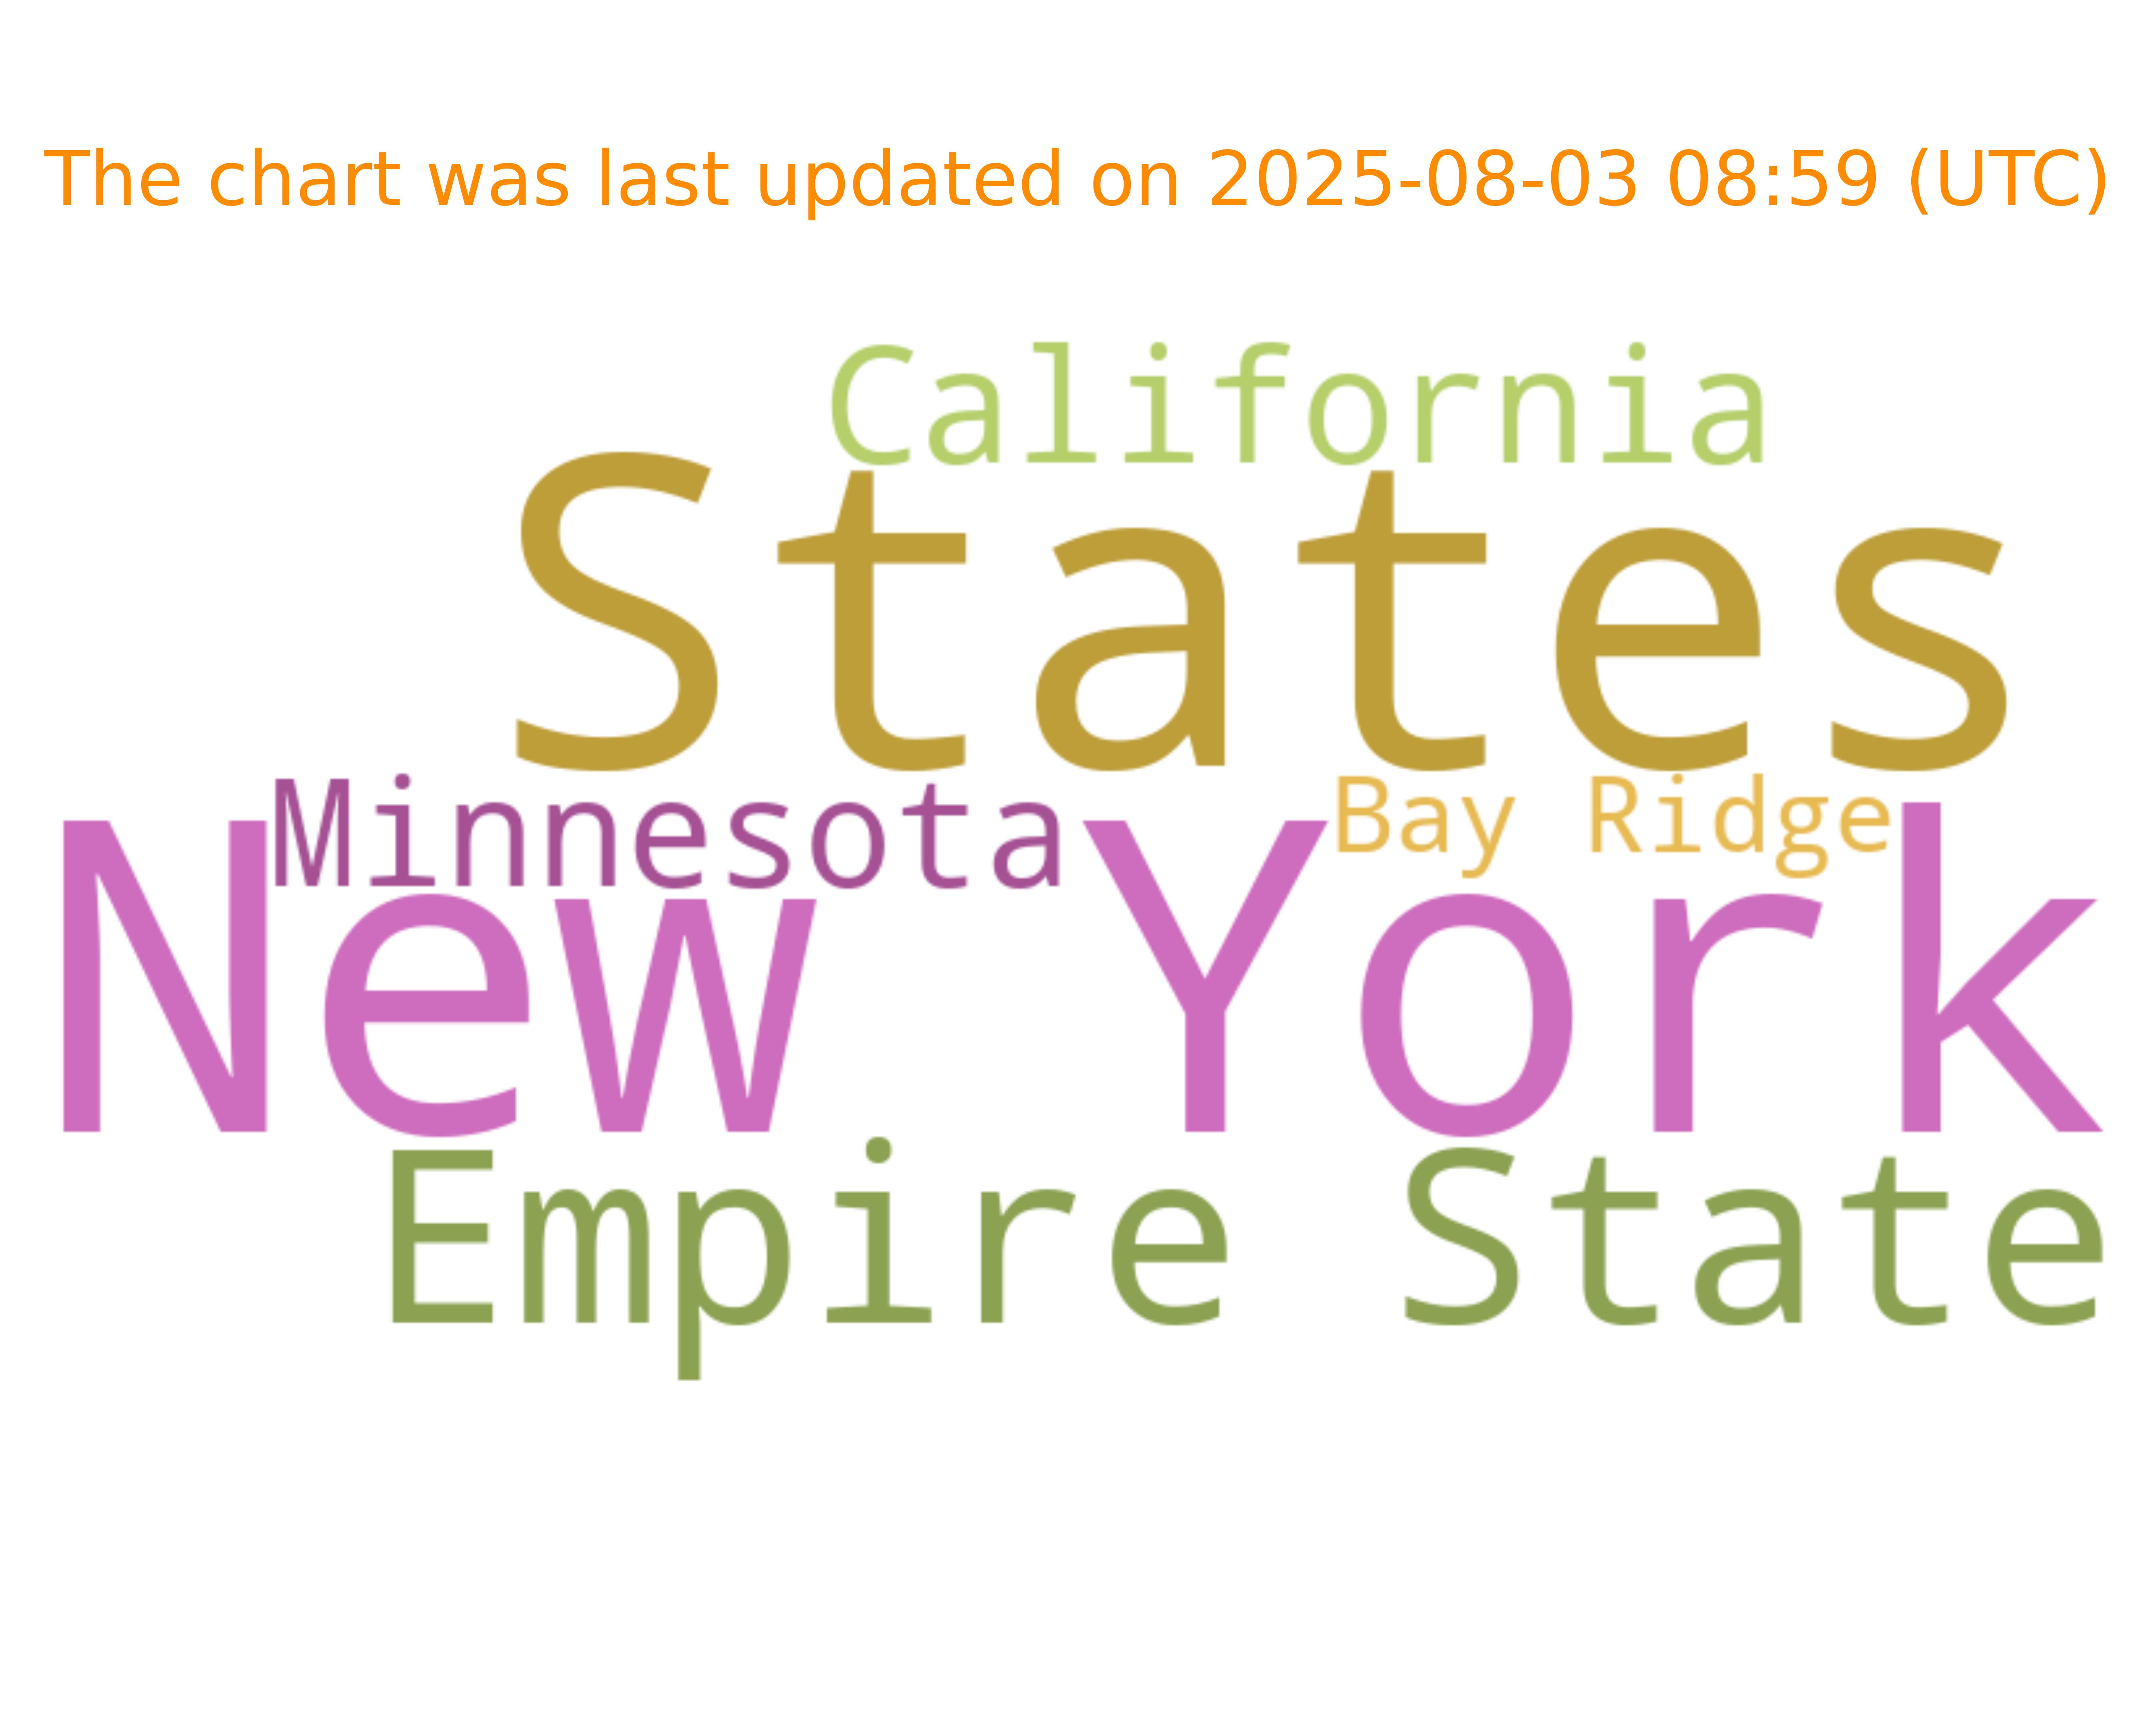 The chart was last updated on 2025-08-03 08:59 (UTC)
California
States
Minnesota Bay Ridge
New York
Empire State